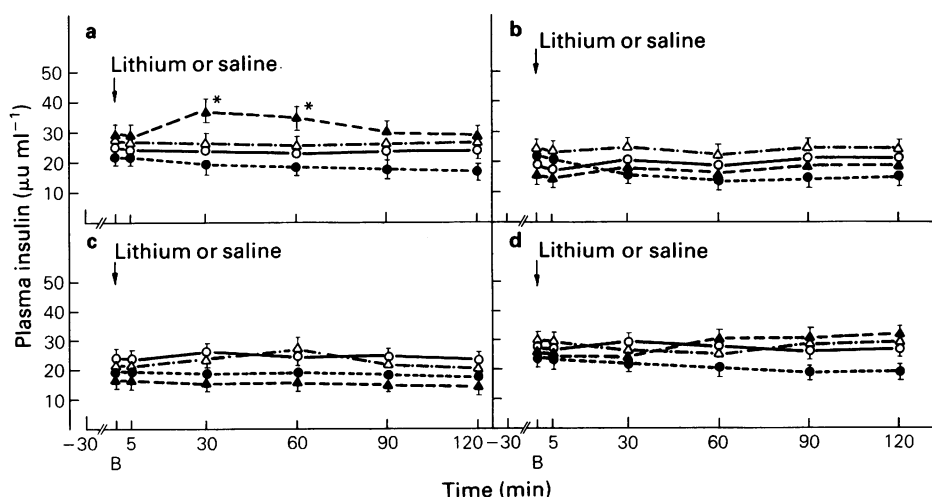 a
Lithium or saline
*
*
50
40
30
20
10
b
Lithium or saline
Plasma insulin (μu ml⁻¹)
c
Lithium or saline
50
40
30
20
10
d
Lithium or saline
−30 5 30 60 90 120 −30 5 30 60 90 120
B B
Time (min)